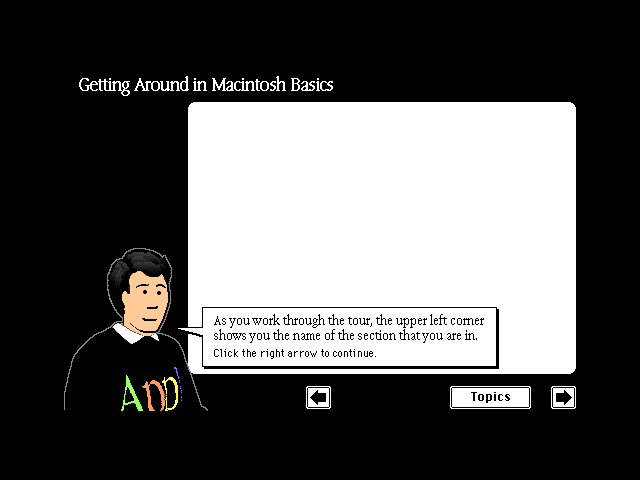 Getting Around in Macintosh Basics
As you work through the tour, the upper left corner
shows you the name of the section that you are in.
Click the right arrow to continue.
Appl
Topics